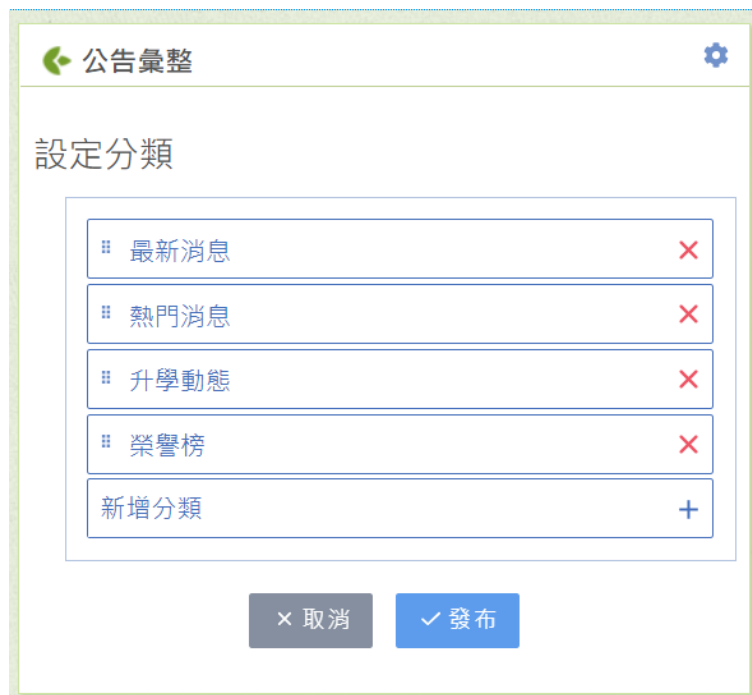 公告彙整
設定分類
最新消息
熱門消息
升學動態
榮譽榜
新增分類
取消
發布